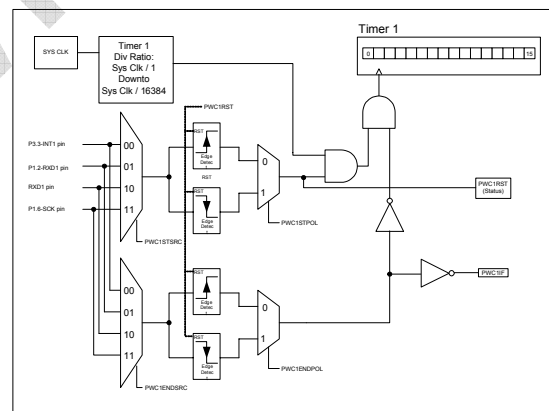 Timer 1
0
15
SYS CLK
Timer 1
Div Ratio:
Sys Clk / 1
Downto
Sys Clk / 16384
PWC1RST
P3.3-INT1 pin
P1.2-RXD1 pin
RXD1 pin
P1.6-SCK pin
00
01
10
11
RST
Edge
Detec
RST
RST
Edge
Detec
0
1
PWC1STSRC
PWC1STPOL
PWC1RST
(Status)
00
01
10
11
RST
Edge
Detec
RST
Edge
Detec
0
1
PWC1ENDSRC
PWC1ENDPOL
PWC1IF